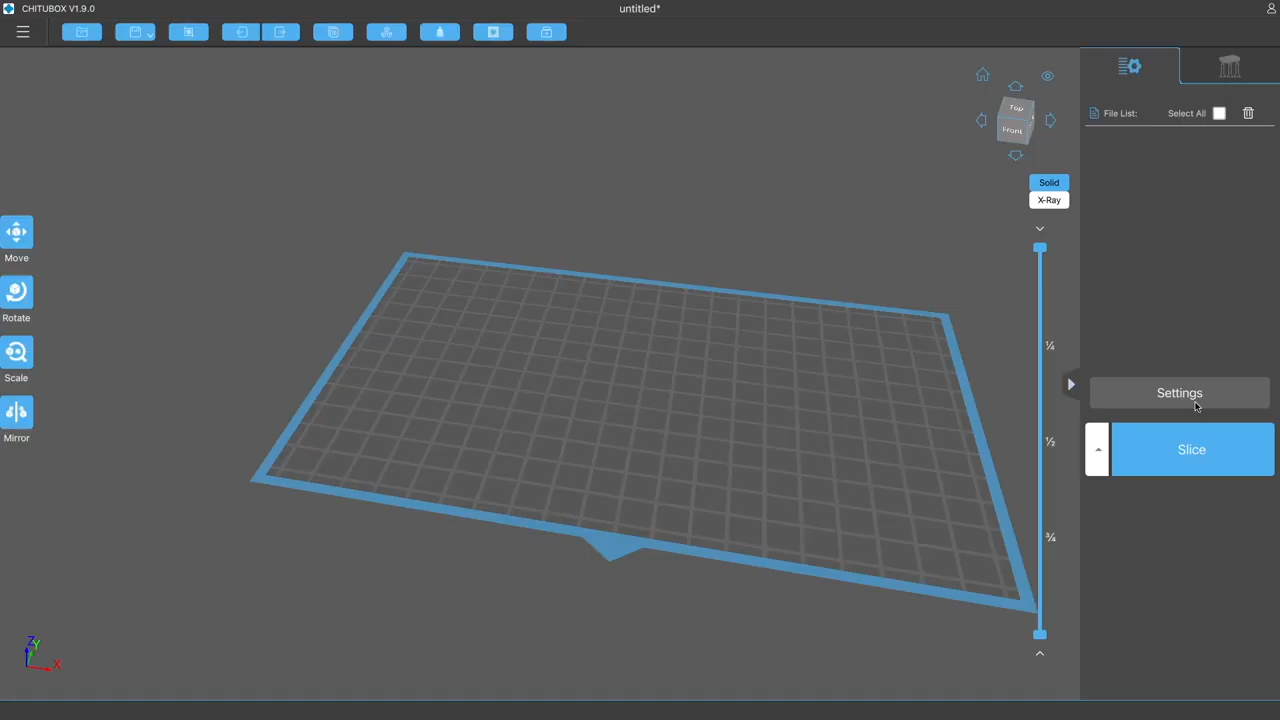 CHITUBOX V1.9.0
untitled*
Top
Front
File List:
Select All
Solid
X-Ray
Move
Rotate
Scale
Mirror
¼
½
¾
Settings
Slice
Z
Y
X